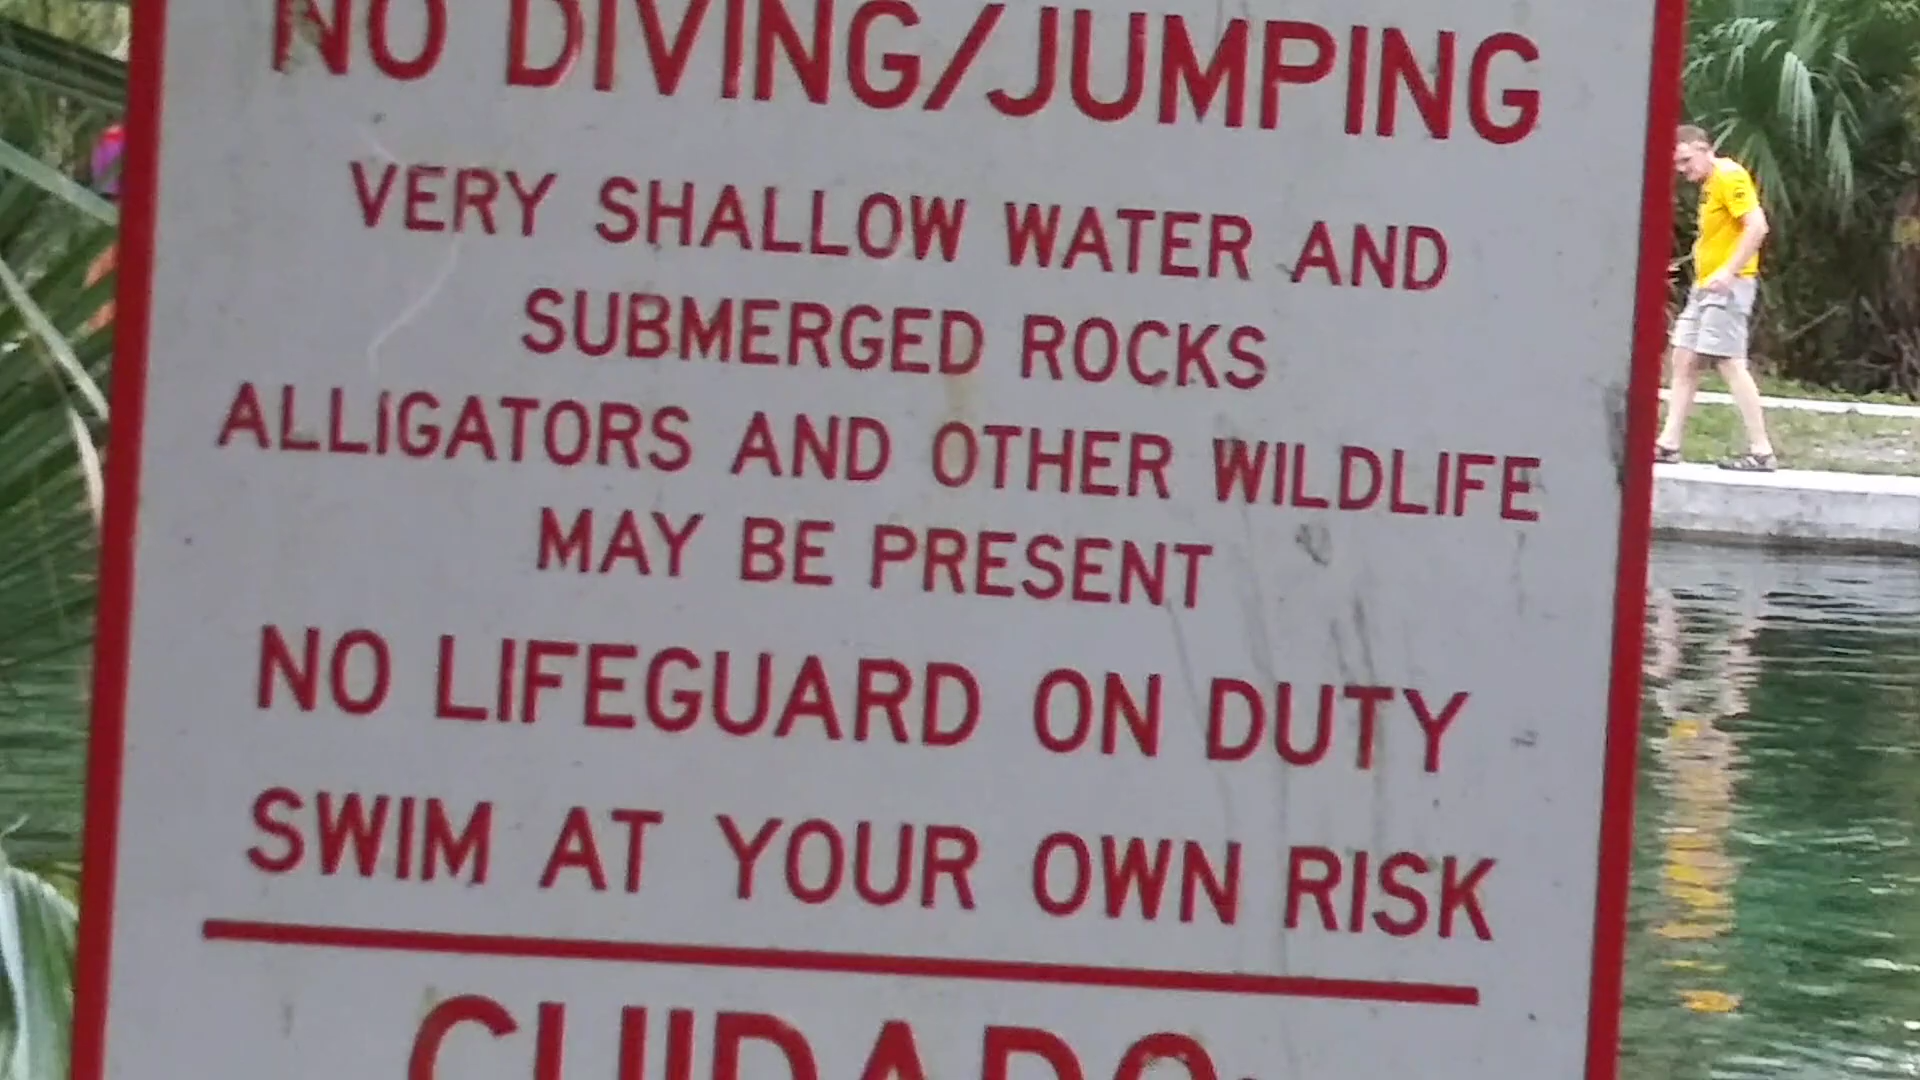 NO DIVING/JUMPING
VERY SHALLOW WATER AND
SUBMERGED ROCKS
ALLIGATORS AND OTHER WILDLIFE
MAY BE PRESENT
NO LIFEGUARD ON DUTY
SWIM AT YOUR OWN RISK
CUIDADO: